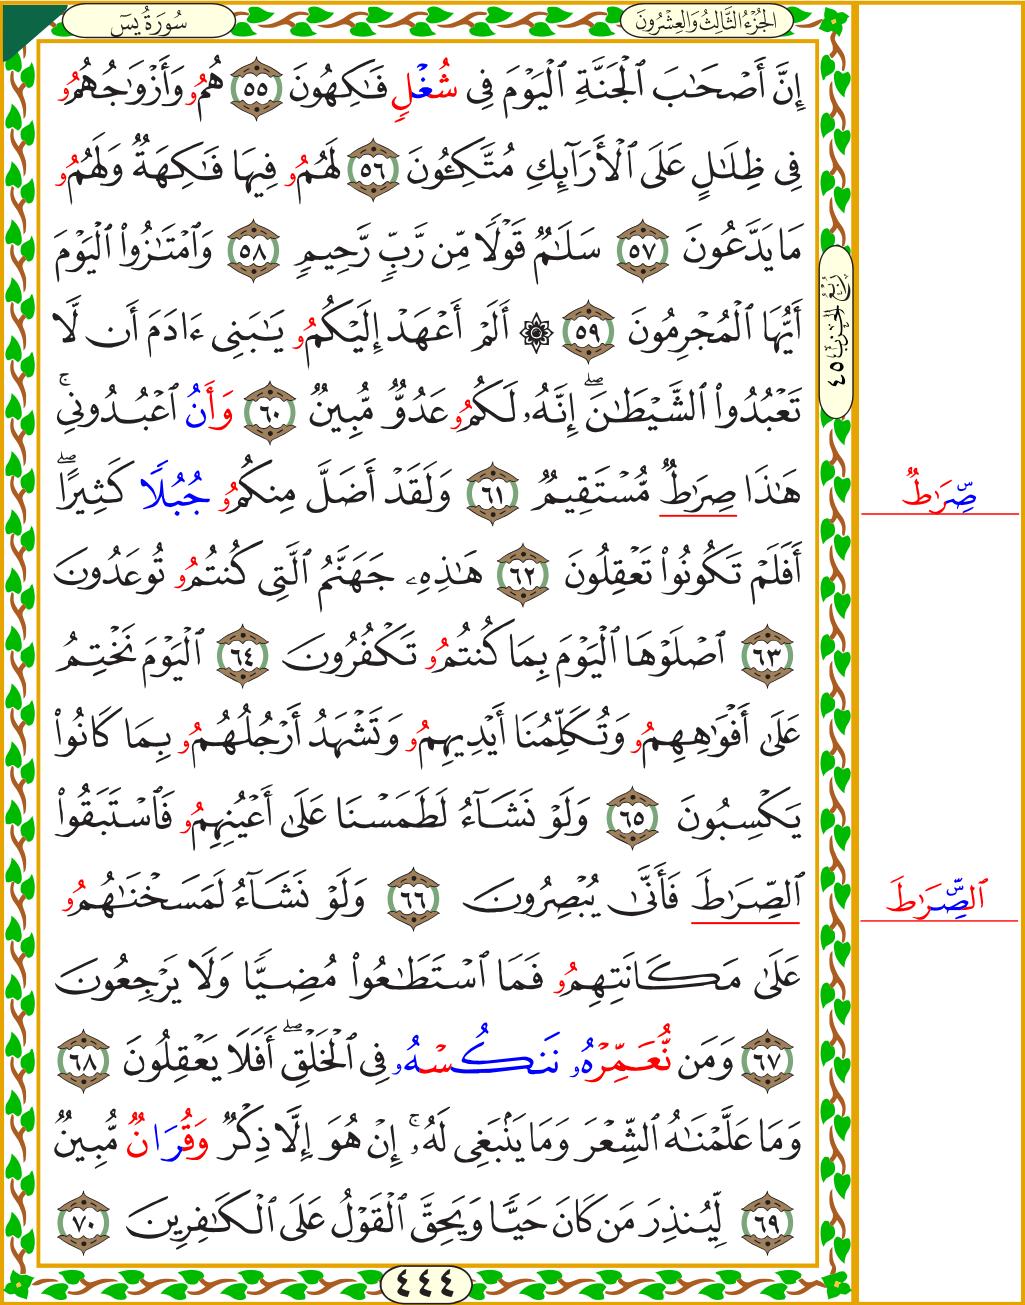 الجُزْءُ الثَّالِثُ وَالعِشْرُونَ
سُورَةُ يسٓ
إِنَّ أَصْحَٰبَ ٱلْجَنَّةِ ٱلْيَوْمَ فِى شُغْلٍ فَٰكِهُونَ ٥٥ هُمُۥ وَأَزْوَٰجُهُمُۥ
فِى ظِلَٰلٍ عَلَى ٱلْأَرَآئِكِ مُتَّكِـُٔونَ ٥٦ لَهُمُۥ فِيهَا فَٰكِهَةٌ وَلَهُمُۥ
مَا يَدَّعُونَ ٥٧ سَلَٰمٌ قَوْلًا مِّن رَّبٍّ رَّحِيمٍ ٥٨ وَٱمْتَٰزُوا۟ ٱلْيَوْمَ
أَيُّهَا ٱلْمُجْرِمُونَ ٥٩ ۞ أَلَمْ أَعْهَدْ إِلَيْكُمُۥ يَٰبَنِى ءَادَمَ أَن لَّا
تَعْبُدُوا۟ ٱلشَّيْطَٰنَۖ إِنَّهُۥ لَكُمُۥ عَدُوٌّ مُّبِينٌ ٦٠ وَأَنُ ٱعْبُدُونِىۚ
هَٰذَا صِرَٰطٌ مُّسْتَقِيمٌ ٦١ وَلَقَدْ أَضَلَّ مِنكُمُۥ جُبُلًا كَثِيرًاۖ
أَفَلَمْ تَكُونُوا۟ تَعْقِلُونَ ٦٢ هَٰذِهِۦ جَهَنَّمُ ٱلَّتِى كُنتُمُۥ تُوعَدُونَ
٦٣ ٱصْلَوْهَا ٱلْيَوْمَ بِمَا كُنتُمُۥ تَكْفُرُونَ ٦٤ ٱلْيَوْمَ نَخْتِمُ
عَلَىٰ أَفْوَٰهِهِمُۥ وَتُكَلِّمُنَا أَيْدِيهِمُۥ وَتَشْهَدُ أَرْجُلُهُمُۥ بِمَا كَانُوا۟
يَكْسِبُونَ ٦٥ وَلَوْ نَشَآءُ لَطَمَسْنَا عَلَىٰ أَعْيُنِهِمُۥ فَٱسْتَبَقُوا۟
ٱلصِّرَٰطَ فَأَنَّىٰ يُبْصِرُونَ ٦٦ وَلَوْ نَشَآءُ لَمَسَخْنَٰهُمُۥ
عَلَىٰ مَكَانَتِهِمُۥ فَمَا ٱسْتَطَٰعُوا۟ مُضِيًّا وَلَا يَرْجِعُونَ
٦٧ وَمَن نُّعَمِّرْهُۥ نَنكُسْهُۥ فِى ٱلْخَلْقِۖ أَفَلَا يَعْقِلُونَ ٦٨
وَمَا عَلَّمْنَٰهُ ٱلشِّعْرَ وَمَا يَنۢبَغِى لَهُۥۚ إِنْ هُوَ إِلَّا ذِكْرٌ وَقُرَانٌ مُّبِينٌ
٦٩ لِّيُنذِرَ مَن كَانَ حَيًّا وَيَحِقَّ ٱلْقَوْلُ عَلَى ٱلْكَٰفِرِينَ ٧٠
٤٤٤
رُبْعُ الحِزْبِ ٤٥
صِّرَٰطٌ
ٱلصِّرَٰطَ